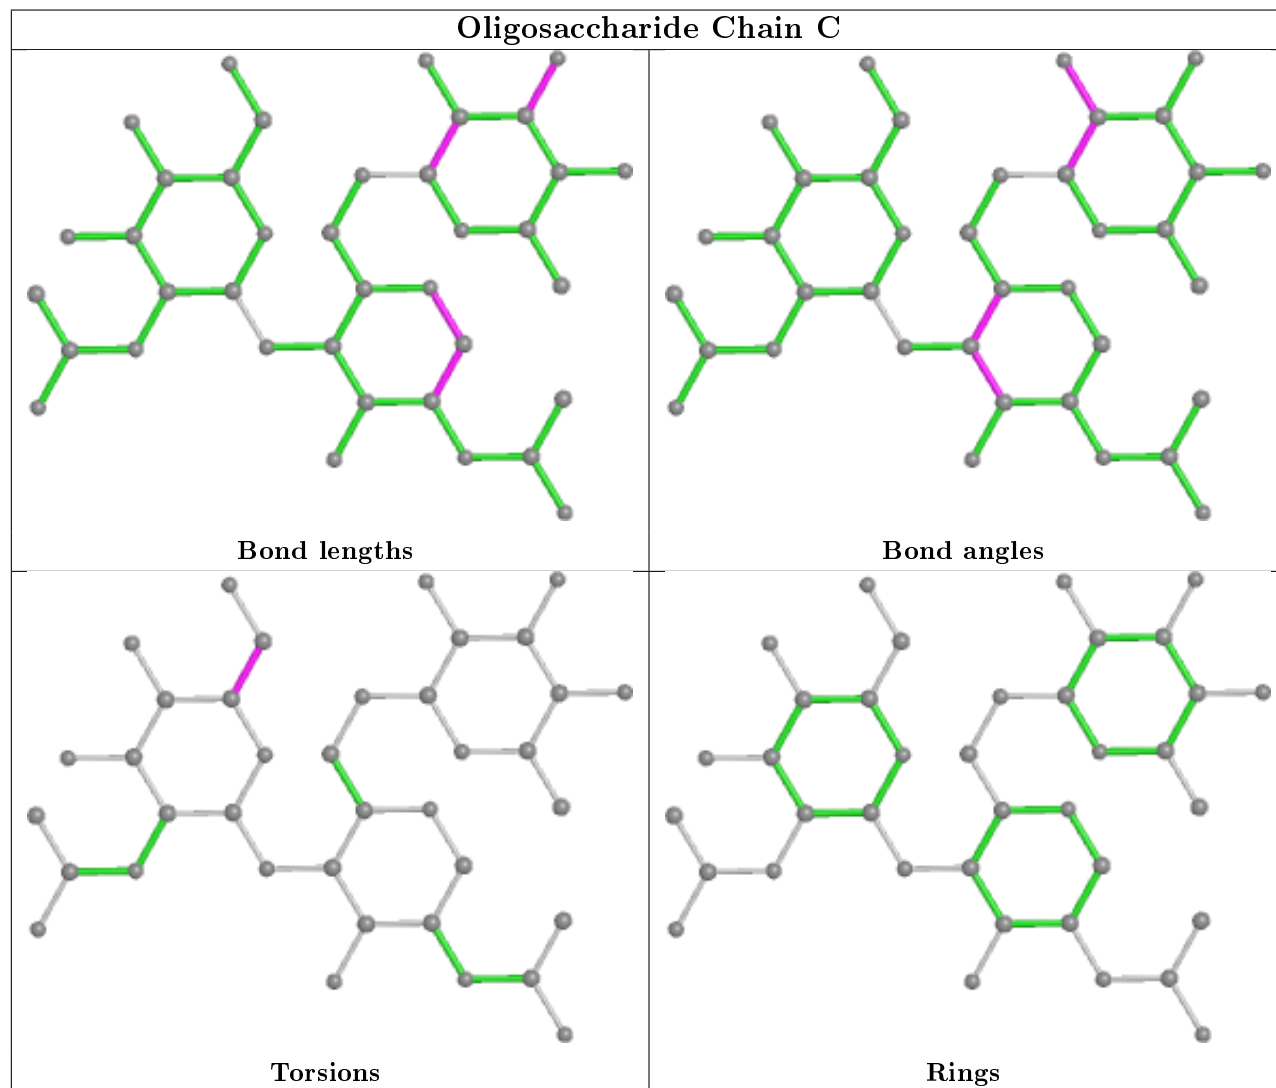 Oligosaccharide Chain C
Bond lengths
Bond angles
Torsions
Rings